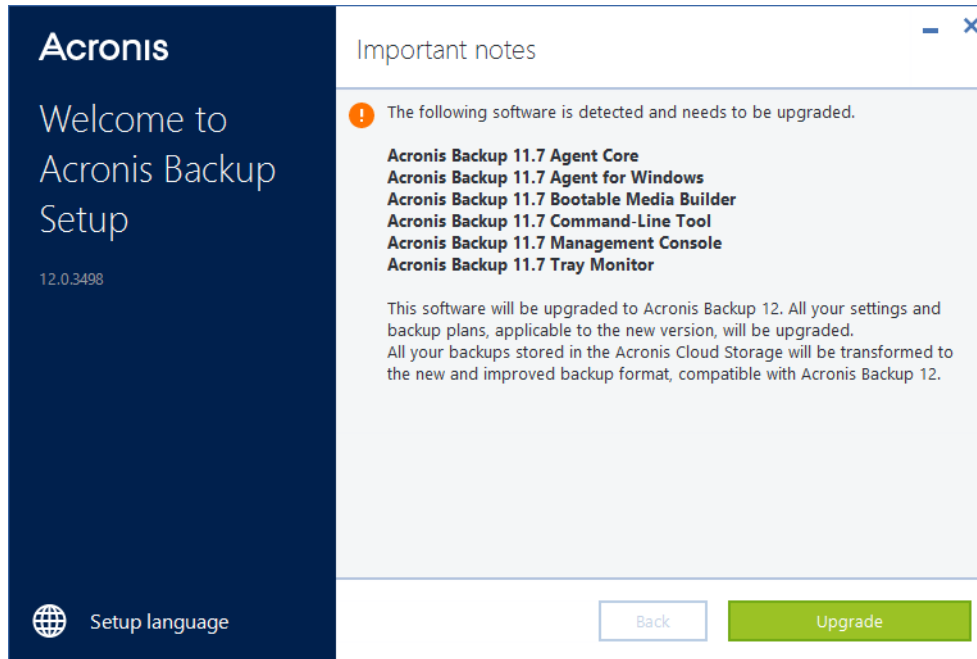 Acronis
Welcome to
Acronis Backup
Setup
12.0.3498
Setup language
Important notes
The following software is detected and needs to be upgraded.
Acronis Backup 11.7 Agent Core
Acronis Backup 11.7 Agent for Windows
Acronis Backup 11.7 Bootable Media Builder
Acronis Backup 11.7 Command-Line Tool
Acronis Backup 11.7 Management Console
Acronis Backup 11.7 Tray Monitor
This software will be upgraded to Acronis Backup 12. All your settings and
backup plans, applicable to the new version, will be upgraded.
All your backups stored in the Acronis Cloud Storage will be transformed to
the new and improved backup format, compatible with Acronis Backup 12.
Back
Upgrade